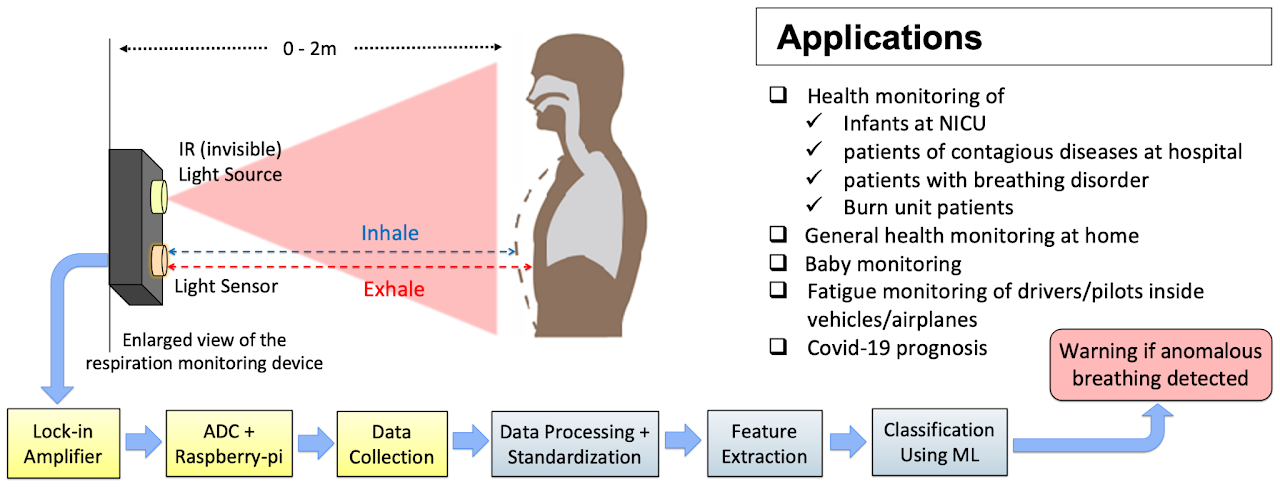 0 - 2m
IR (invisible)
Light Source
Inhale
Exhale
Light Sensor
Enlarged view of the
respiration monitoring device
Applications
Health monitoring of
Infants at NICU
patients of contagious diseases at hospital
patients with breathing disorder
Burn unit patients
General health monitoring at home
Baby monitoring
Fatigue monitoring of drivers/pilots inside
vehicles/airplanes
Covid-19 prognosis
Warning if anomalous
breathing detected
Lock-in
Amplifier
ADC +
Raspberry-pi
Data
Collection
Data Processing +
Standardization
Feature
Extraction
Classification
Using ML